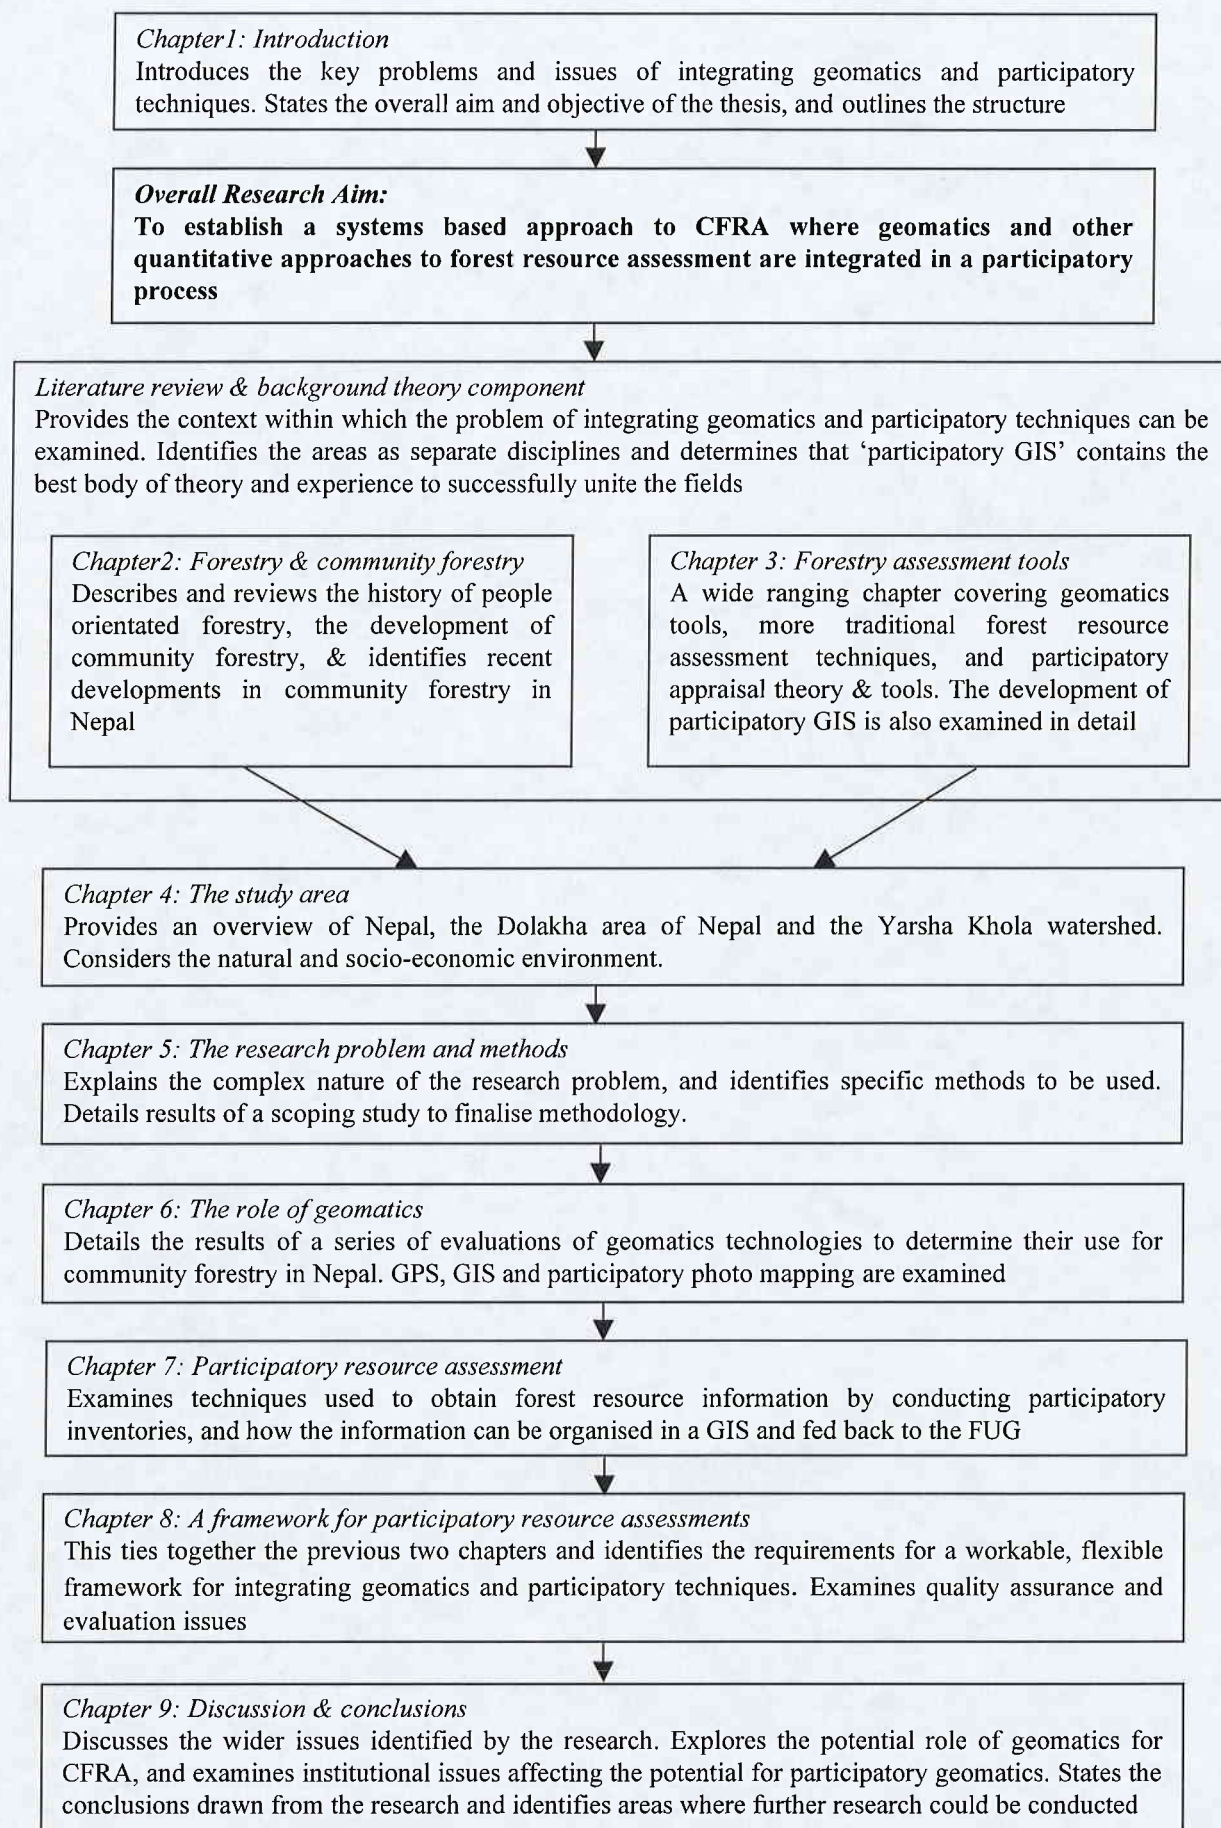 Chapter1: Introduction
Introduces the key problems and issues of integrating geomatics and participatory
techniques. States the overall aim and objective of the thesis, and outlines the structure
Overall Research Aim:
To establish a systems based approach to CFRA where geomatics and other
quantitative approaches to forest resource assessment are integrated in a participatory
process
Literature review & background theory component
Provides the context within which the problem of integrating geomatics and participatory techniques can be
examined. Identifies the areas as separate disciplines and determines that ‘participatory GIS’ contains the
best body of theory and experience to successfully unite the fields
Chapter2: Forestry & community forestry
Describes and reviews the history of people
orientated forestry, the development of
community forestry, & identifies recent
developments in community forestry in
Nepal
Chapter 3: Forestry assessment tools
A wide ranging chapter covering geomatics
tools, more traditional forest resource
assessment techniques, and participatory
appraisal theory & tools. The development of
participatory GIS is also examined in detail
Chapter 4: The study area
Provides an overview of Nepal, the Dolakha area of Nepal and the Yarsha Khola watershed.
Considers the natural and socio-economic environment.
Chapter 5: The research problem and methods
Explains the complex nature of the research problem, and identifies specific methods to be used.
Details results of a scoping study to finalise methodology.
Chapter 6: The role of geomatics
Details the results of a series of evaluations of geomatics technologies to determine their use for
community forestry in Nepal. GPS, GIS and participatory photo mapping are examined
Chapter 7: Participatory resource assessment
Examines techniques used to obtain forest resource information by conducting participatory
inventories, and how the information can be organised in a GIS and fed back to the FUG
Chapter 8: A framework for participatory resource assessments
This ties together the previous two chapters and identifies the requirements for a workable, flexible
framework for integrating geomatics and participatory techniques. Examines quality assurance and
evaluation issues
Chapter 9: Discussion & conclusions
Discusses the wider issues identified by the research. Explores the potential role of geomatics for
CFRA, and examines institutional issues affecting the potential for participatory geomatics. States the
conclusions drawn from the research and identifies areas where further research could be conducted